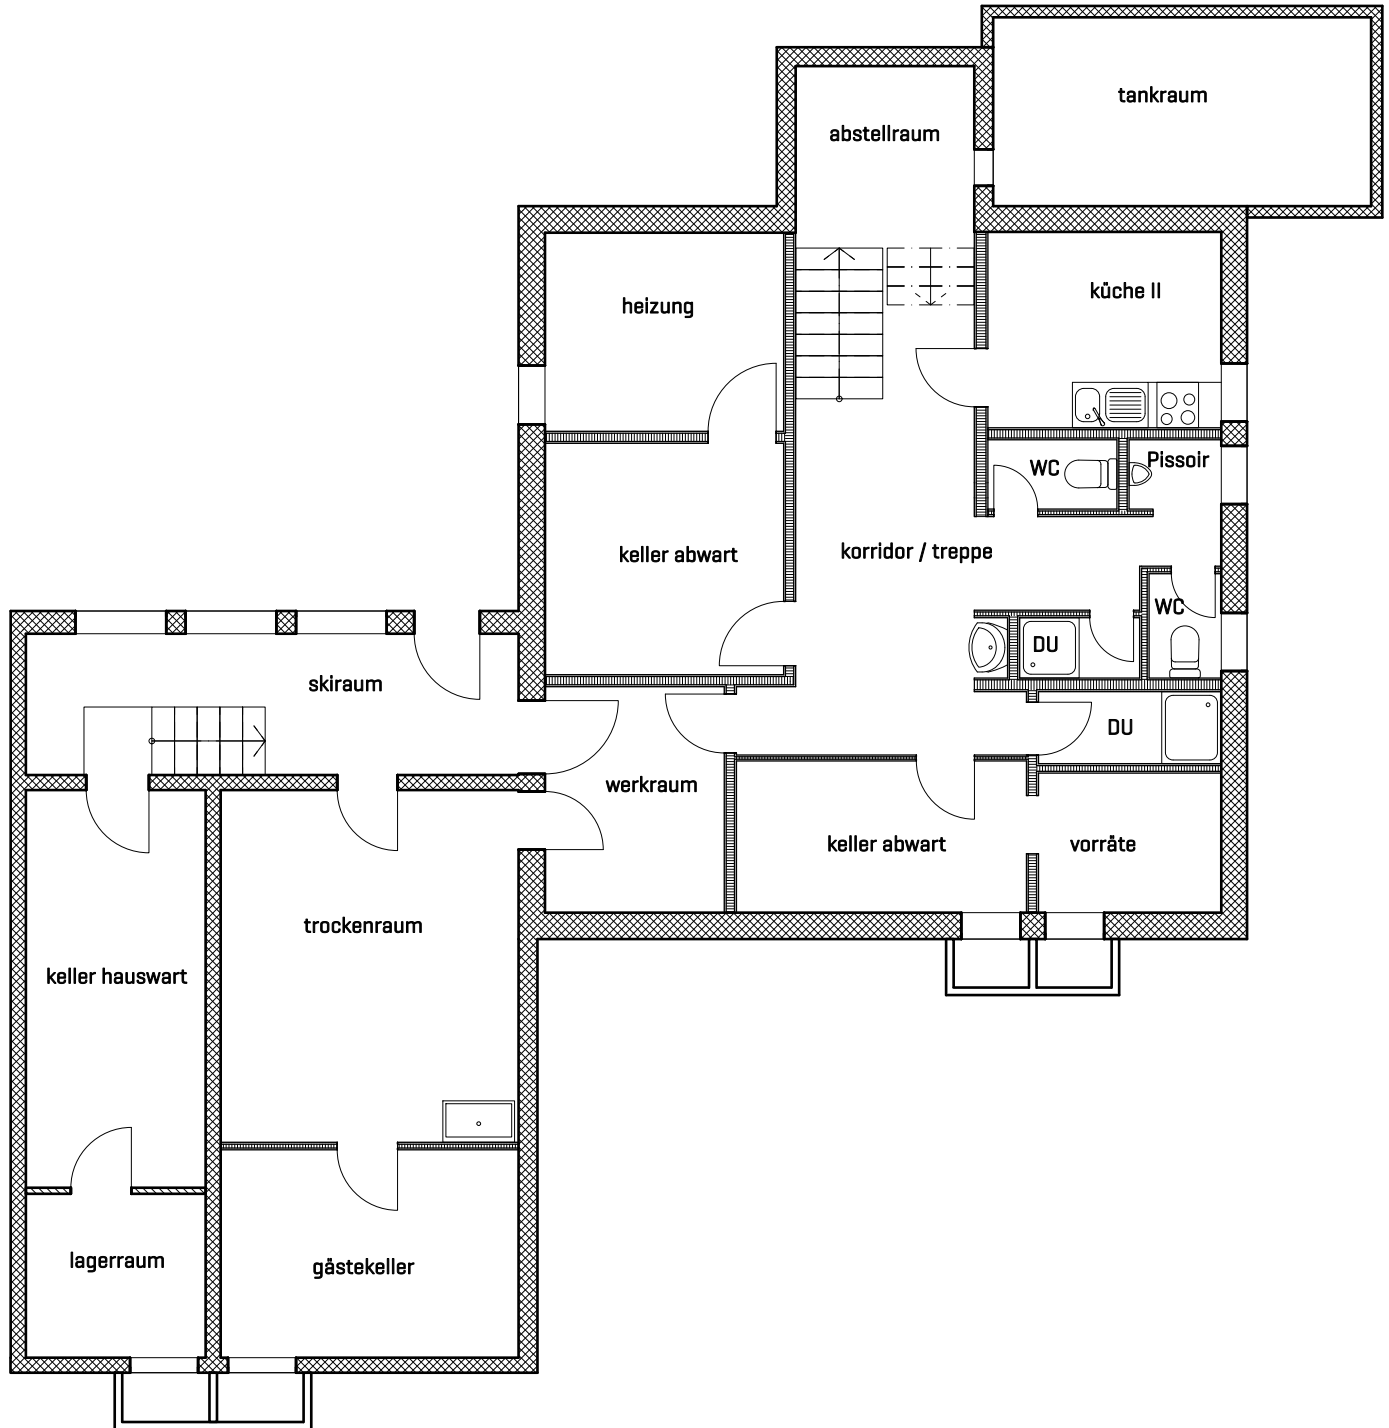 tankraum
abstellraum
küche II
heizung
WC
Pissoir
keller abwart
korridor / treppe
WC
DU
skiraum
DU
werkraum
keller abwart
vorräte
trockenraum
keller hauswart
lagerraum
gästekeller